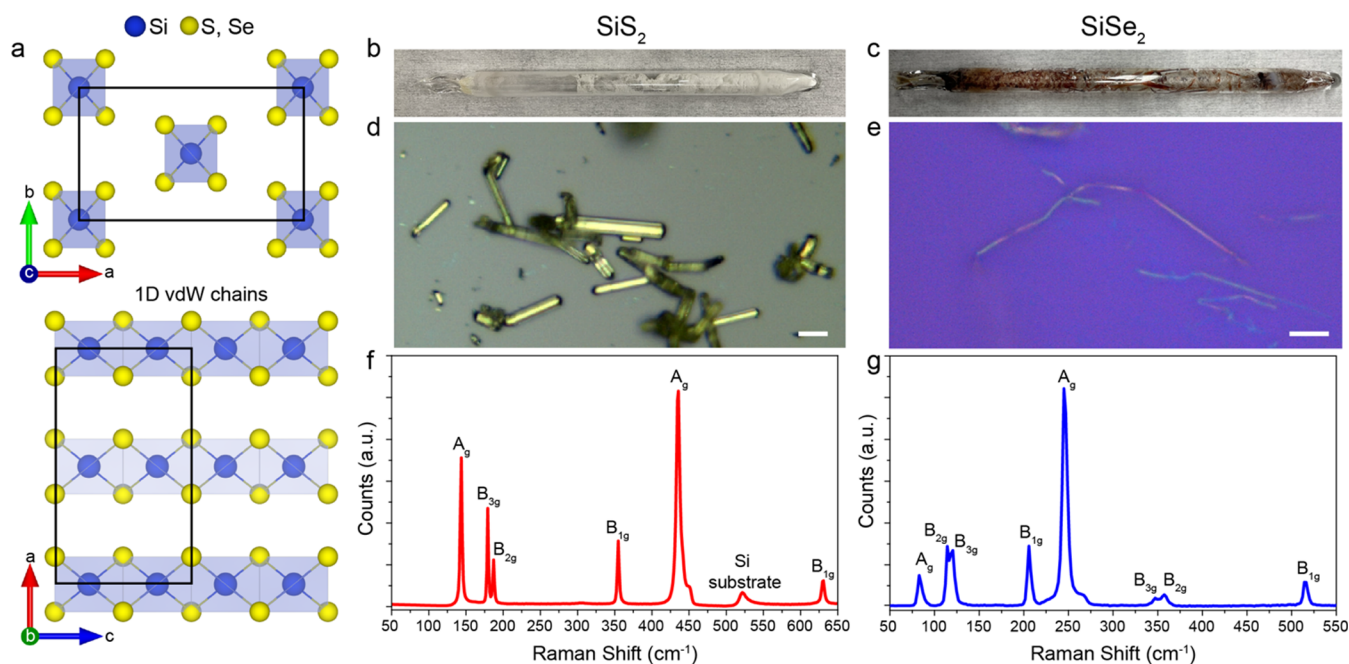 SiS2
SiSe2
Si S, Se
a
b
c
b
c
a
1D vdW chains
a
b
c
d
e
f
Counts (a.u.)
Ag
B3g
B2g
B1g
Ag
Si
substrate
B1g
50 100 150 200 250 300 350 400 450 500 550 600 650
Raman Shift (cm-1)
g
Counts (a.u.)
Ag
B2g
B3g
B1g
Ag
B3g
B2g
B1g
50 100 150 200 250 300 350 400 450 500 550
Raman Shift (cm-1)